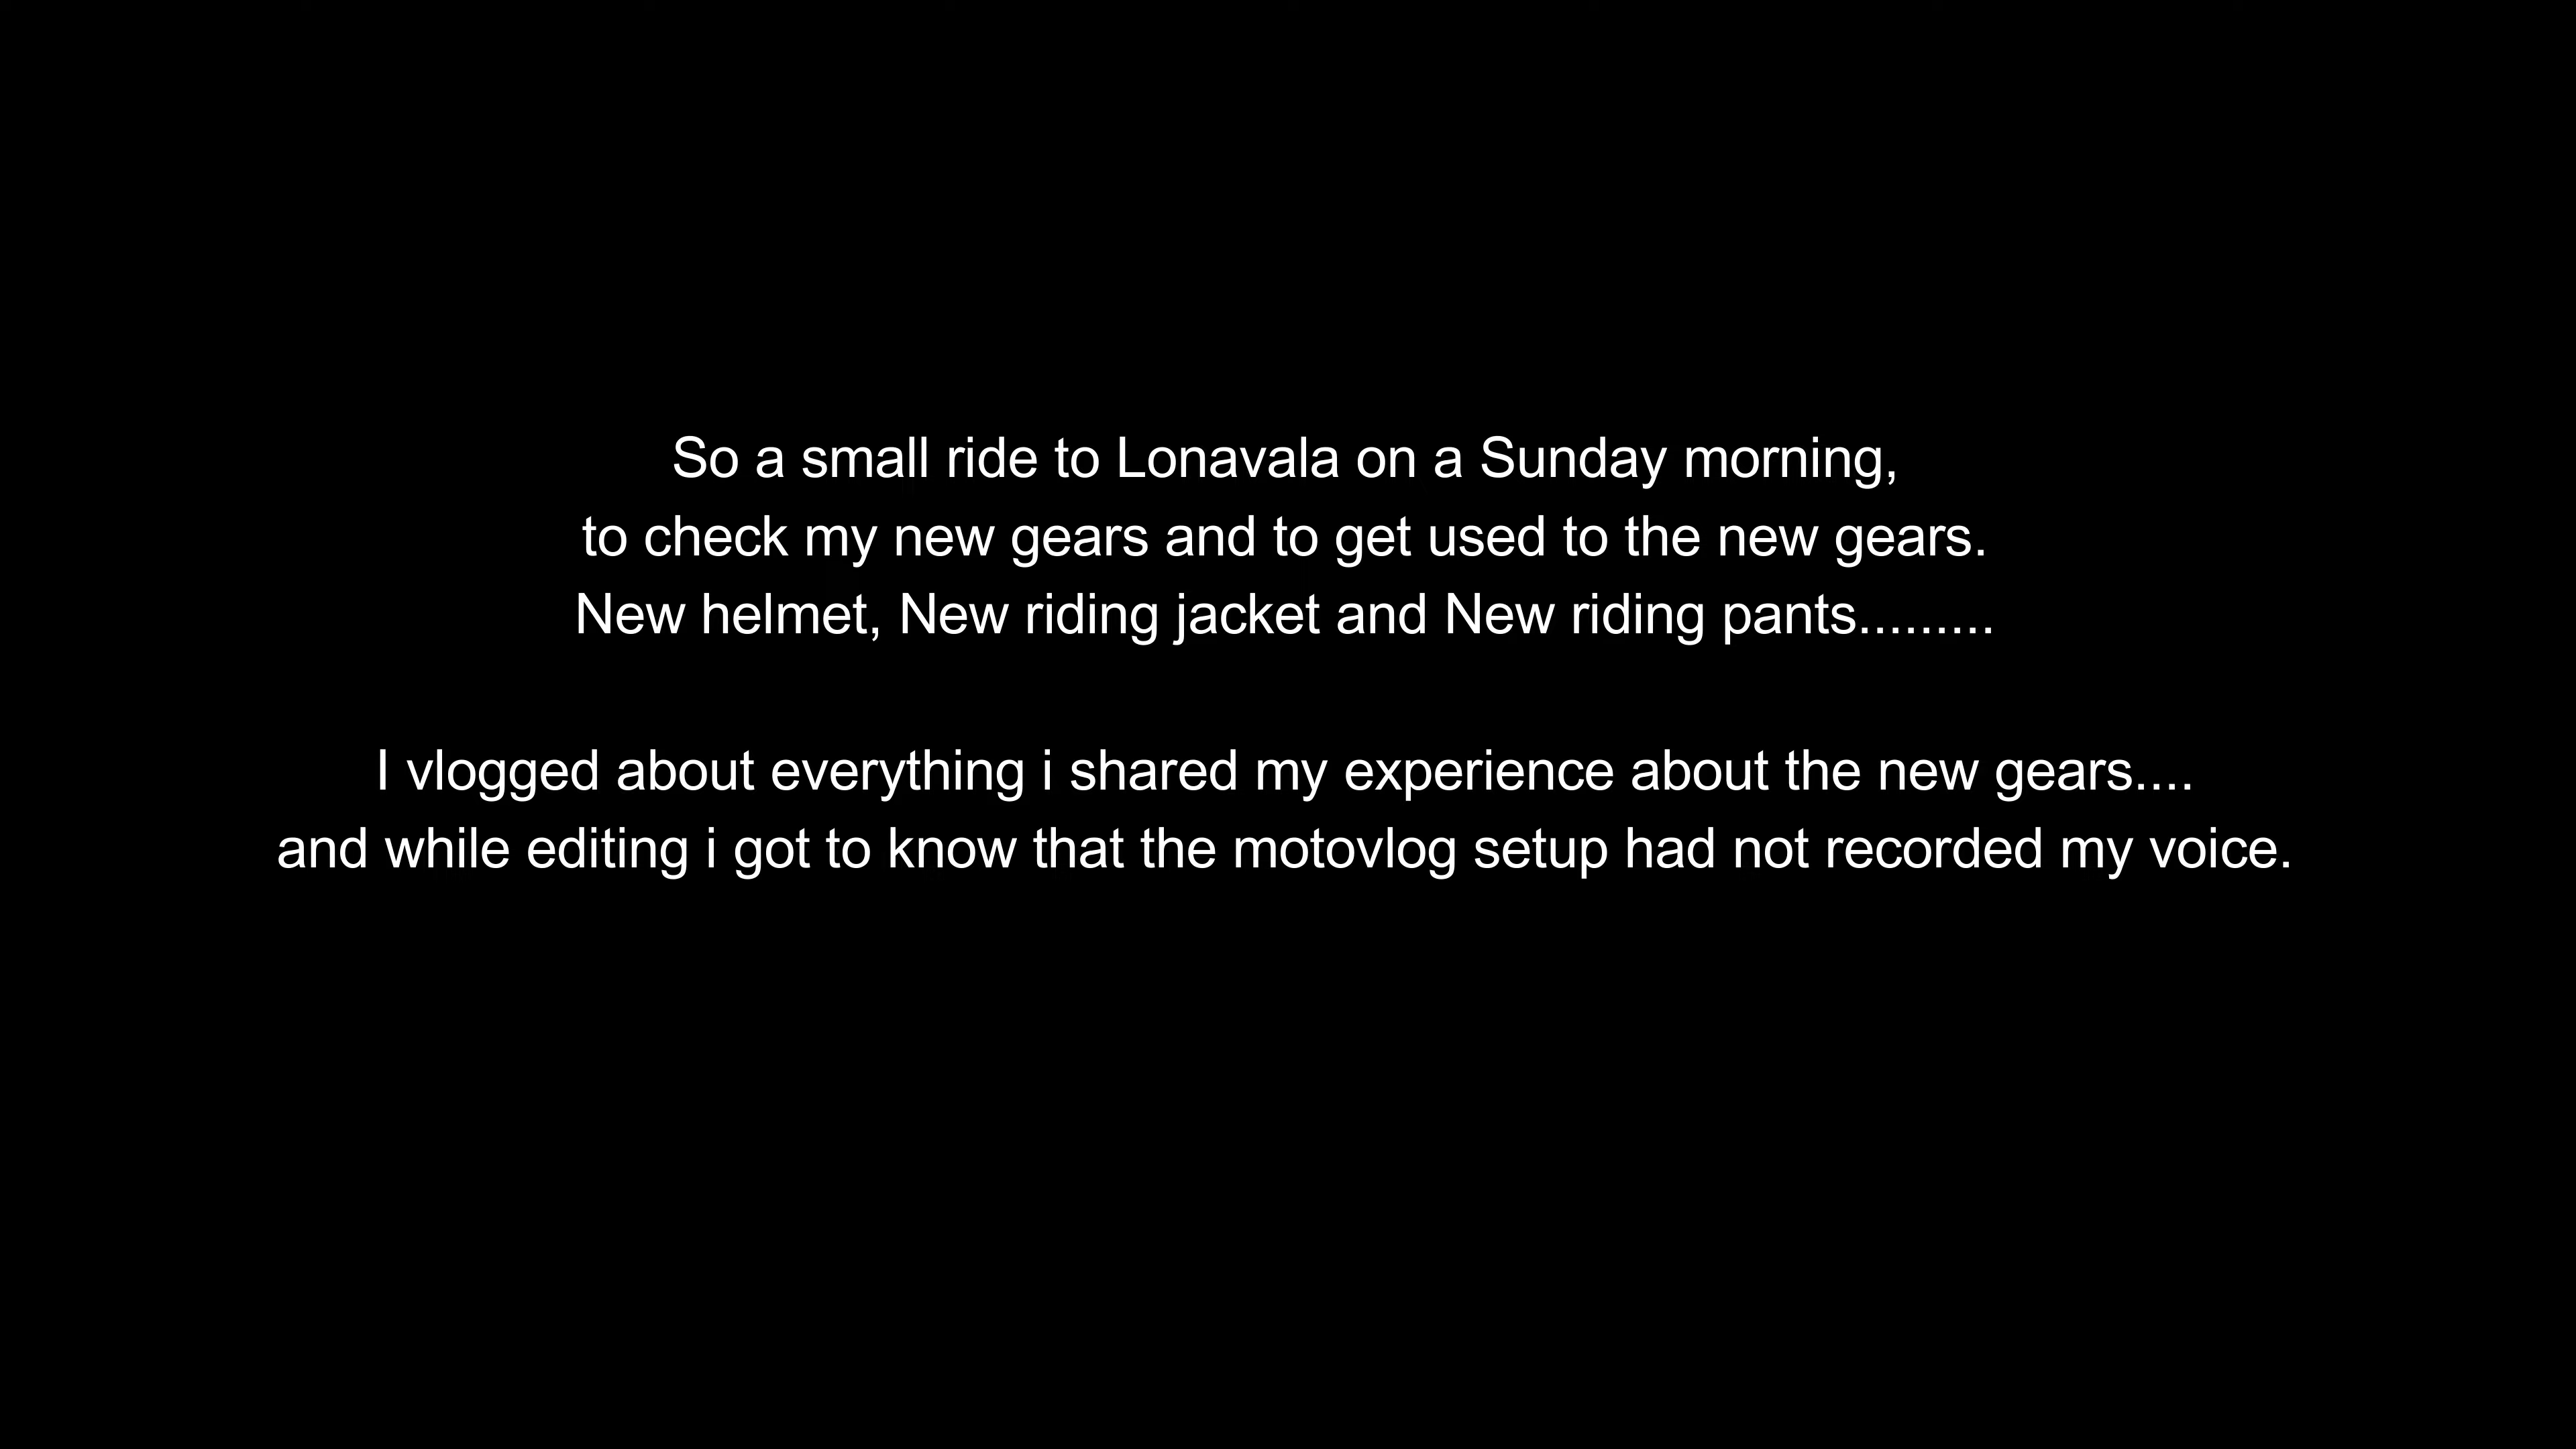 So a small ride to Lonavala on a Sunday morning,
to check my new gears and to get used to the new gears.
New helmet, New riding jacket and New riding pants.........
I vlogged about everything i shared my experience about the new gears....
and while editing i got to know that the motovlog setup had not recorded my voice.